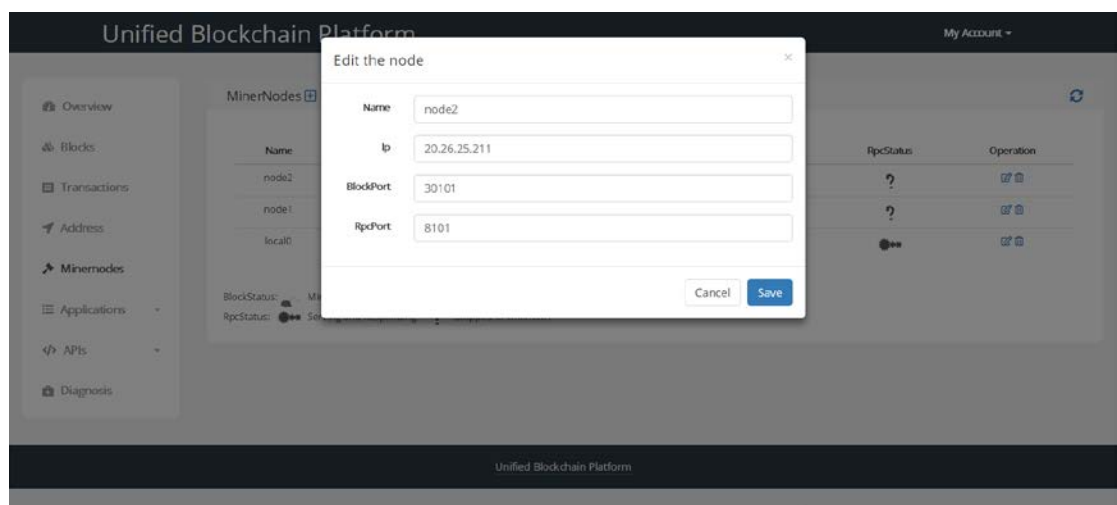 Unified Blockchain Platform
My Account
Edit the node
×
Overview
Blocks
Transactions
Address
Minernodes
Applications
APIs
Diagnosis
MinerNodes
Name
RpcStatus
Operation
node2
?
node1
?
local0
BlockStatus:
RpcStatus:
Name
node2
Ip
20.26.25.211
BlockPort
30101
RpcPort
8101
Cancel
Save
Unified Blockchain Platform